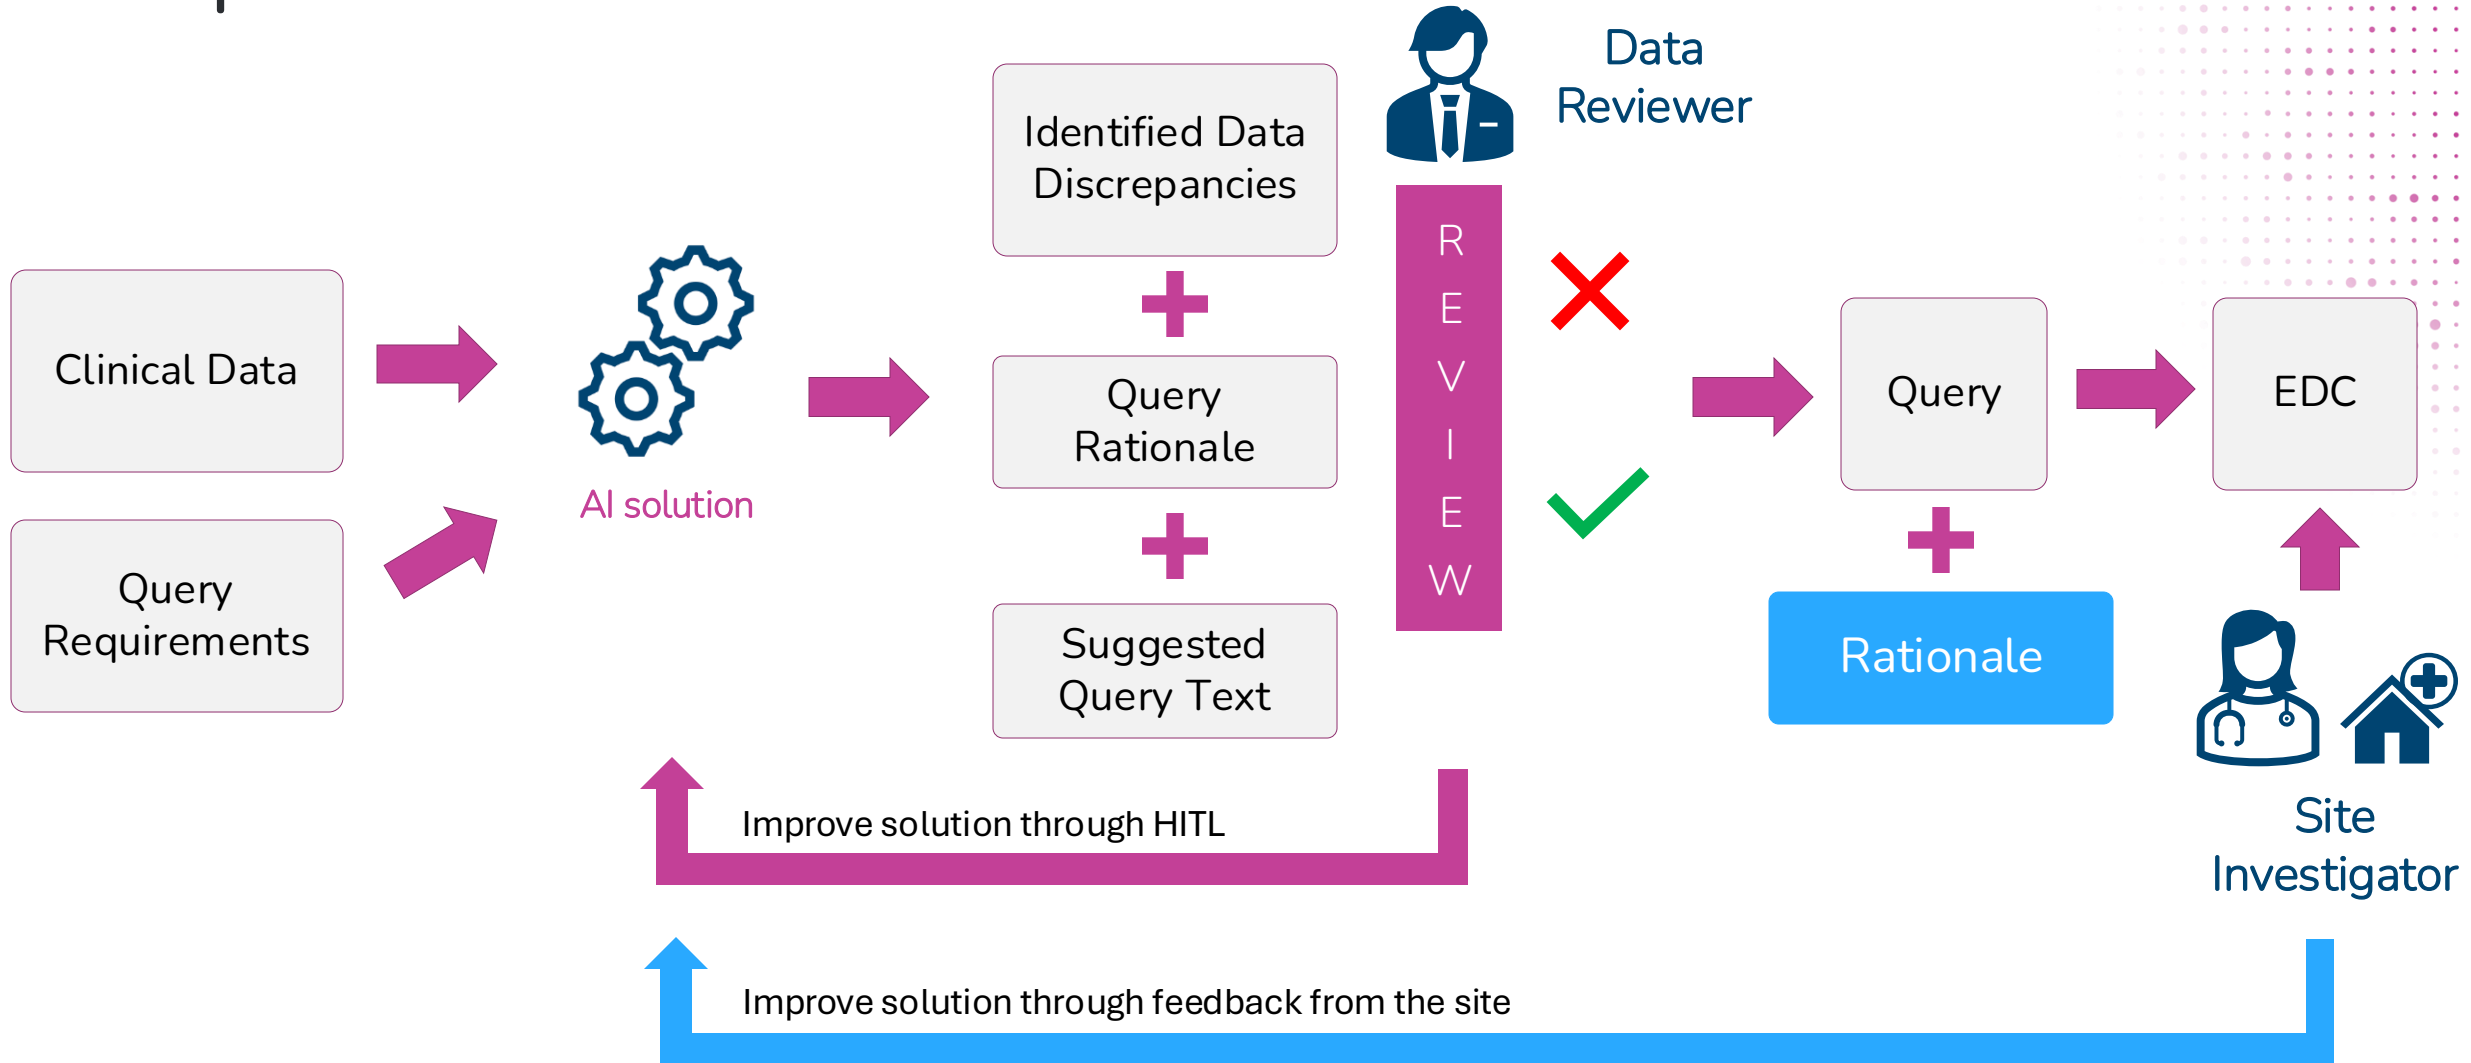 Data
Reviewer
Identified Data
Discrepancies
REVIEW
Clinical Data
Query
Requirements
AI solution
Query
Rationale
Suggested
Query Text
Query
Rationale
EDC
Site
Investigator
Improve solution through HITL
Improve solution through feedback from the site